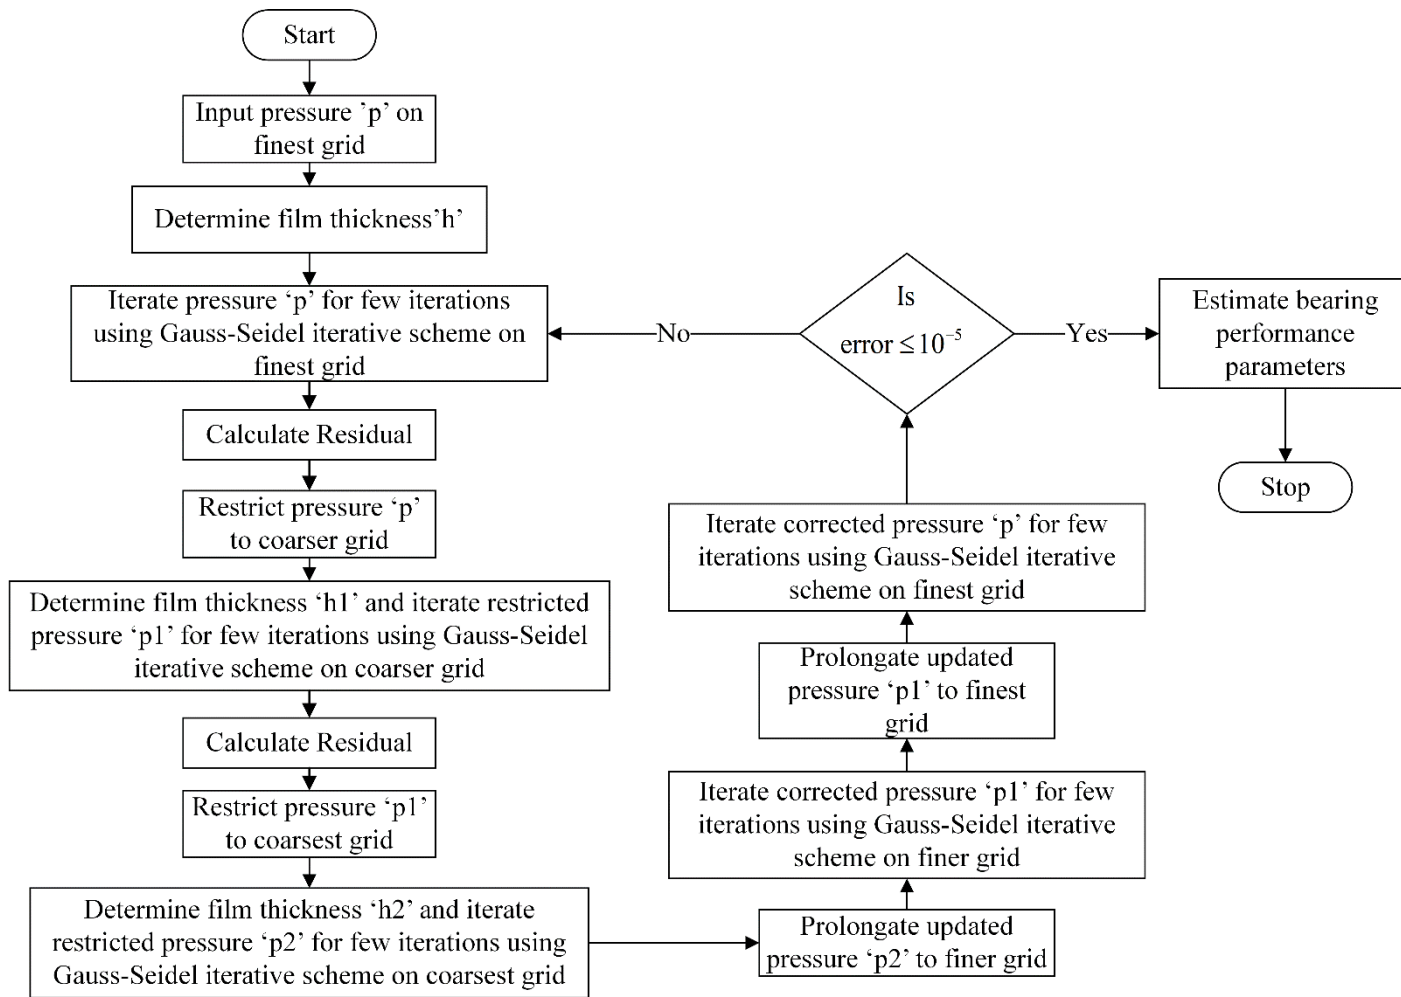 Start
Input pressure ’p’ on
finest grid
Determine film thickness’h’
Iterate pressure ‘p’ for few iterations
using Gauss-Seidel iterative scheme on
finest grid
Calculate Residual
Restrict pressure ‘p’
to coarser grid
Determine film thickness ‘h1’ and iterate restricted
pressure ‘p1’ for few iterations using Gauss-Seidel
iterative scheme on coarser grid
Calculate Residual
Restrict pressure ‘p1’
to coarsest grid
Determine film thickness ‘h2’ and iterate
restricted pressure ‘p2’ for few iterations using
Gauss-Seidel iterative scheme on coarsest grid
Prolongate updated
pressure ‘p2’ to finer grid
Iterate corrected pressure ‘p1’ for few
iterations using Gauss-Seidel iterative
scheme on finer grid
Prolongate updated
pressure ‘p1’ to finest
grid
Iterate corrected pressure ‘p’ for few
iterations using Gauss-Seidel iterative
scheme on finest grid
Is
error ≤10⁻⁵
No
Yes
Estimate bearing
performance
parameters
Stop